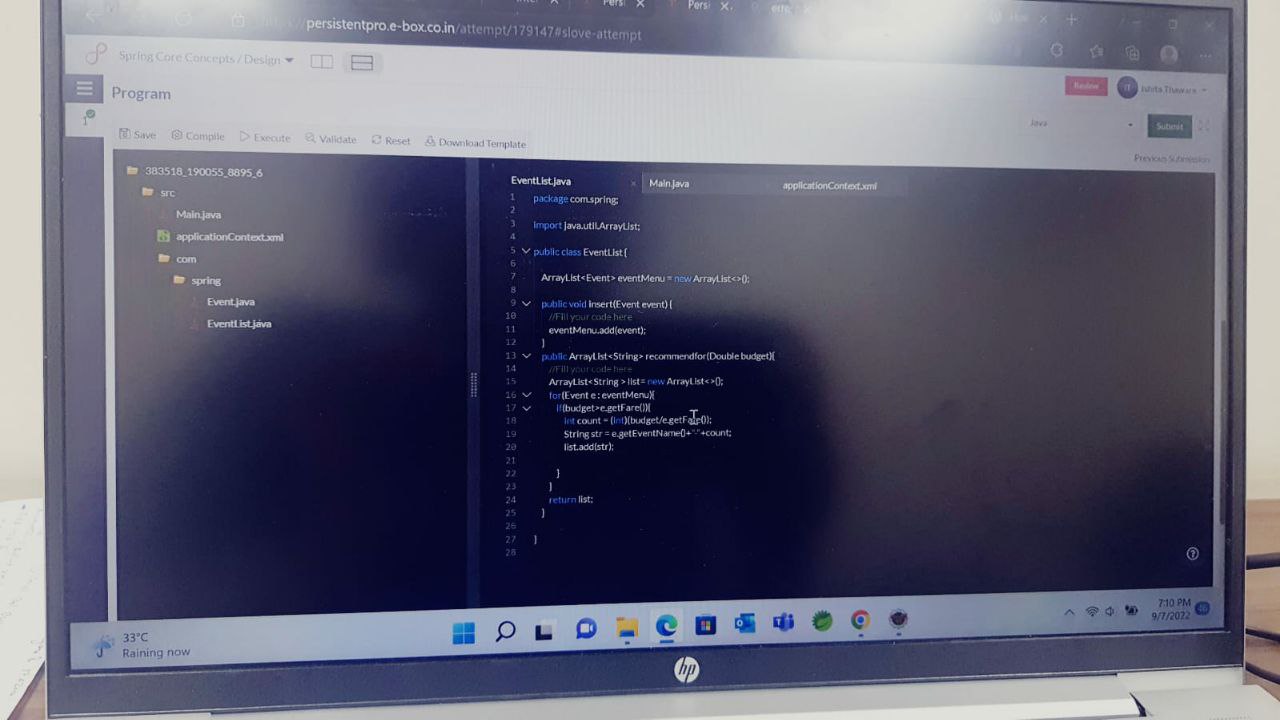 persistentpro.e-box.co.in/attempt/179147#slove-attempt
Spring Core Concepts / Design
Program
Review
Ishita Thaware
Save Compile Execute Validate Reset Download Template
Java
Submit
Previous Submission
383518_190055_8895_6
src
Main.java
applicationContext.xml
com
spring
Event.java
EventList.java
EventList.java Main.java applicationContext.xml
1 package com.spring;
2
3 import java.util.ArrayList;
4
5 public class EventList {
6
7 ArrayList<Event> eventMenu = new ArrayList<>();
8
9 public void insert(Event event) {
10 //Fill your code here
11 eventMenu.add(event);
12 }
13 public ArrayList<String> recommendfor(Double budget){
14 //Fill your code here
15 ArrayList<String > list= new ArrayList<>();
16 for(Event e : eventMenu){
17 if(budget>e.getFare()){
18 int count = (int)(budget/e.getFare());
19 String str = e.getEventName()+"-"+count;
20 list.add(str);
21
22 }
23 }
24 return list;
25 }
26
27 }
28
33°C
Raining now
7:10 PM
9/7/2022
hp